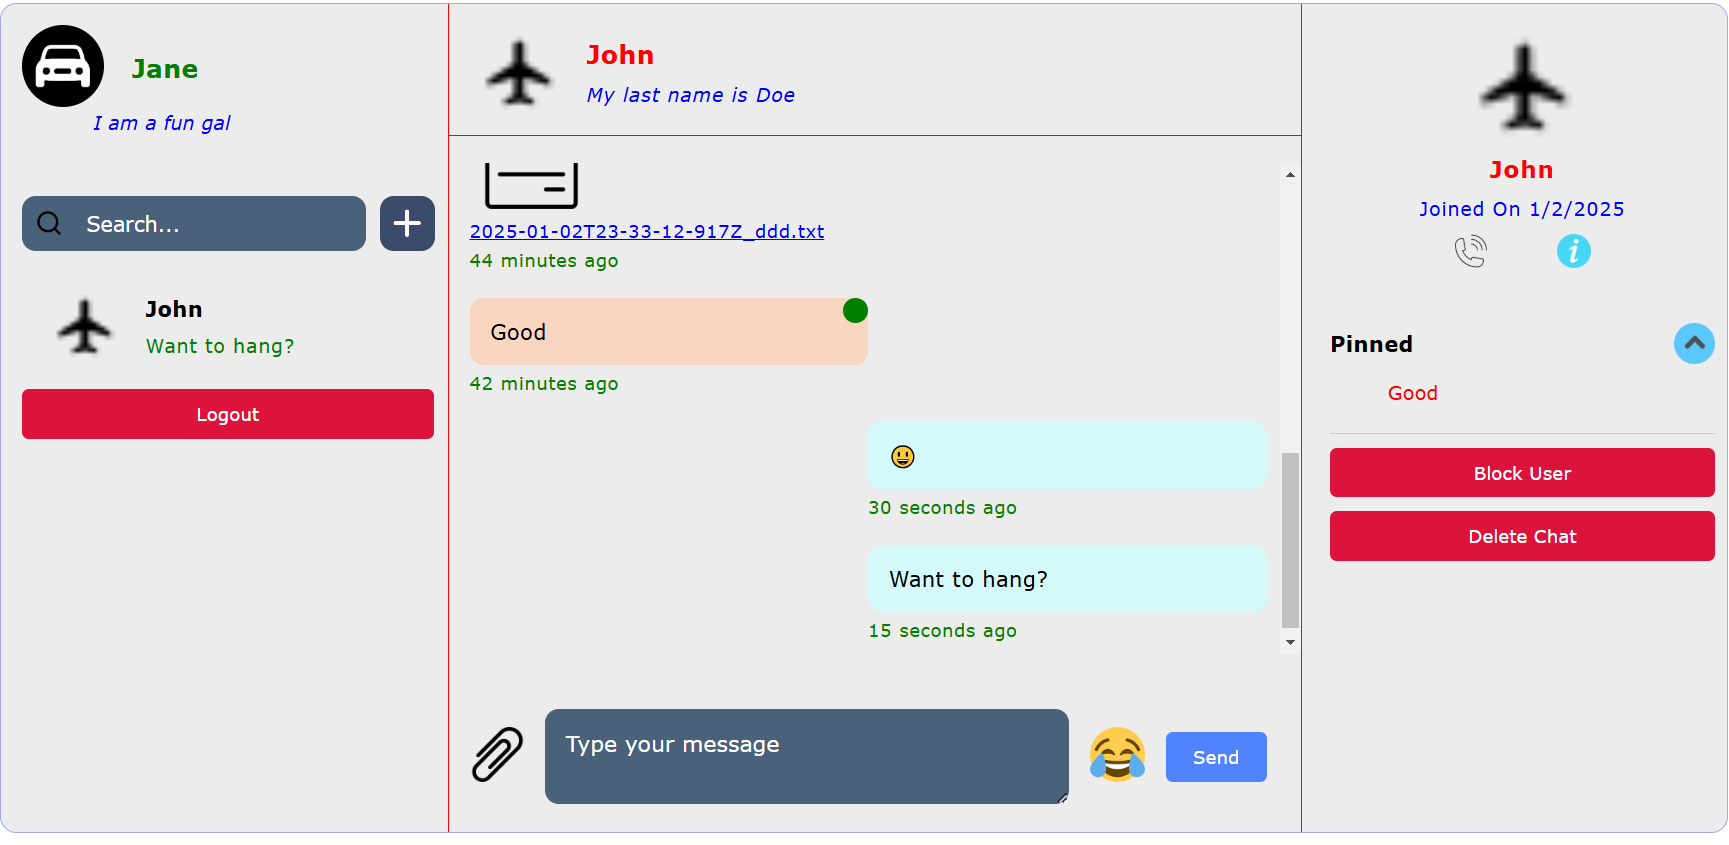 Jane
I am a fun gal
Search...
John
Want to hang?
Logout
John
My last name is Doe
2025-01-02T23-33-12-917Z_ddd.txt
44 minutes ago
Good
42 minutes ago
😃
30 seconds ago
Want to hang?
15 seconds ago
Type your message
Send
John
Joined On 1/2/2025
Pinned
Good
Block User
Delete Chat